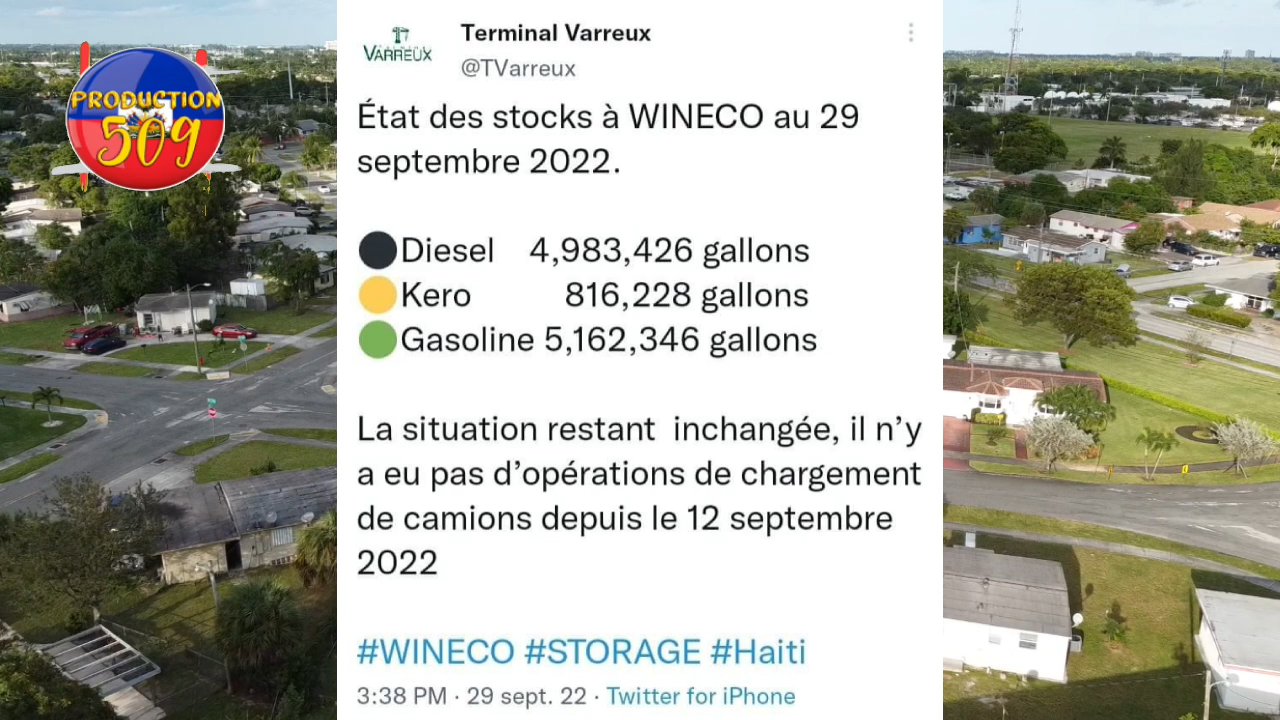 PRODUCTION
509
VARREUX
Terminal Varreux
@TVarreux
État des stocks à WINECO au 29
septembre 2022.
Diesel 4,983,426 gallons
Kero 816,228 gallons
Gasoline 5,162,346 gallons
La situation restant inchangée, il n’y
a eu pas d’opérations de chargement
de camions depuis le 12 septembre
2022
#WINECO #STORAGE #Haiti
3:38 PM · 29 sept. 22 · Twitter for iPhone